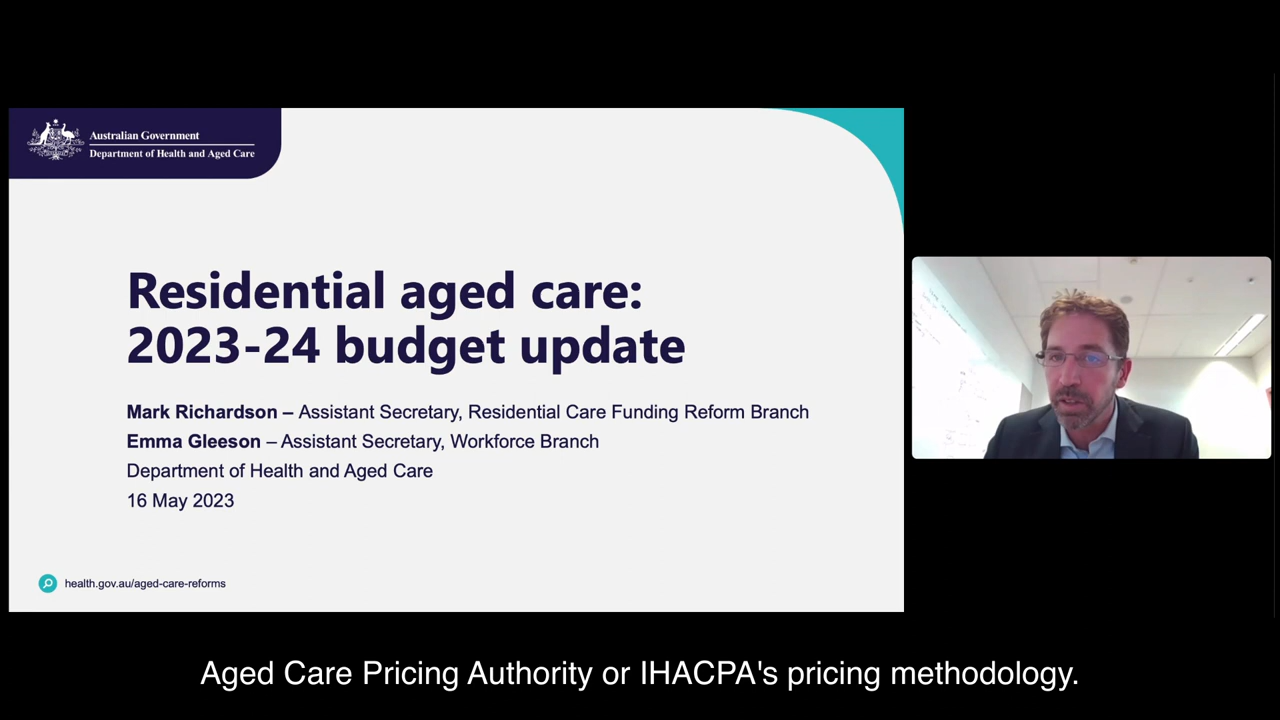 Australian Government
Department of Health and Aged Care
Residential aged care:
2023-24 budget update
Mark Richardson – Assistant Secretary, Residential Care Funding Reform Branch
Emma Gleeson – Assistant Secretary, Workforce Branch
Department of Health and Aged Care
16 May 2023
health.gov.au/aged-care-reforms
Aged Care Pricing Authority or IHACPA's pricing methodology.